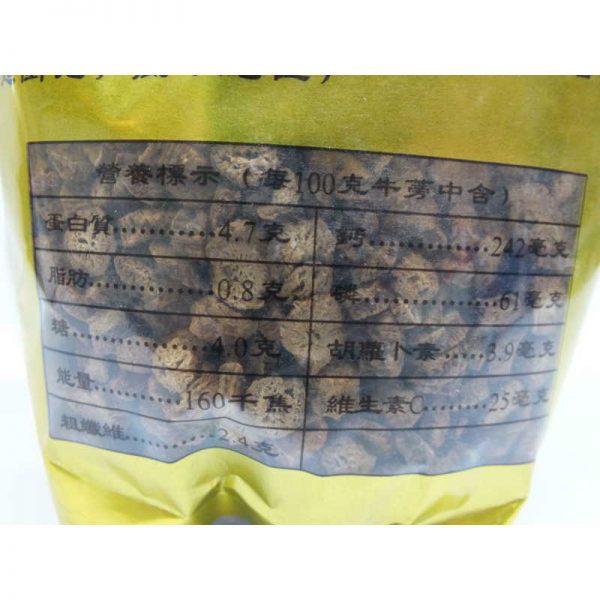 營養標示（每100克牛蒡中含）
蛋白質............4.7克
鈣............242毫克
脂肪............0.8克
磷............61毫克
糖............4.0克
胡蘿卜素.....3.9毫克
能量.........160千焦
維生素C......25毫克
粗纖維.........2.4克